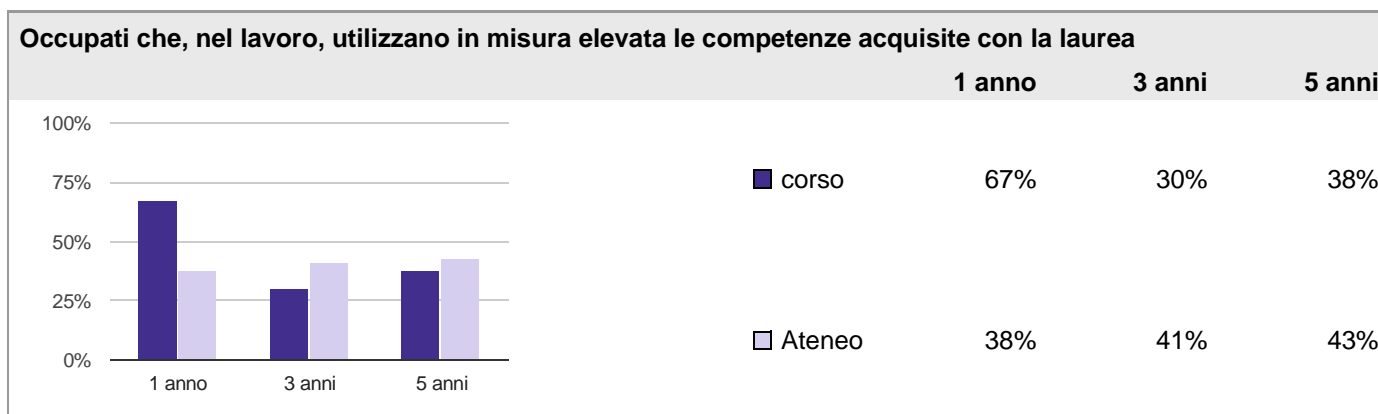 Occupati che, nel lavoro, utilizzano in misura elevata le competenze acquisite con la laurea
1 anno 3 anni 5 anni
100%
75%
50%
25%
0%
1 anno 3 anni 5 anni
corso 67% 30% 38%
Ateneo 38% 41% 43%